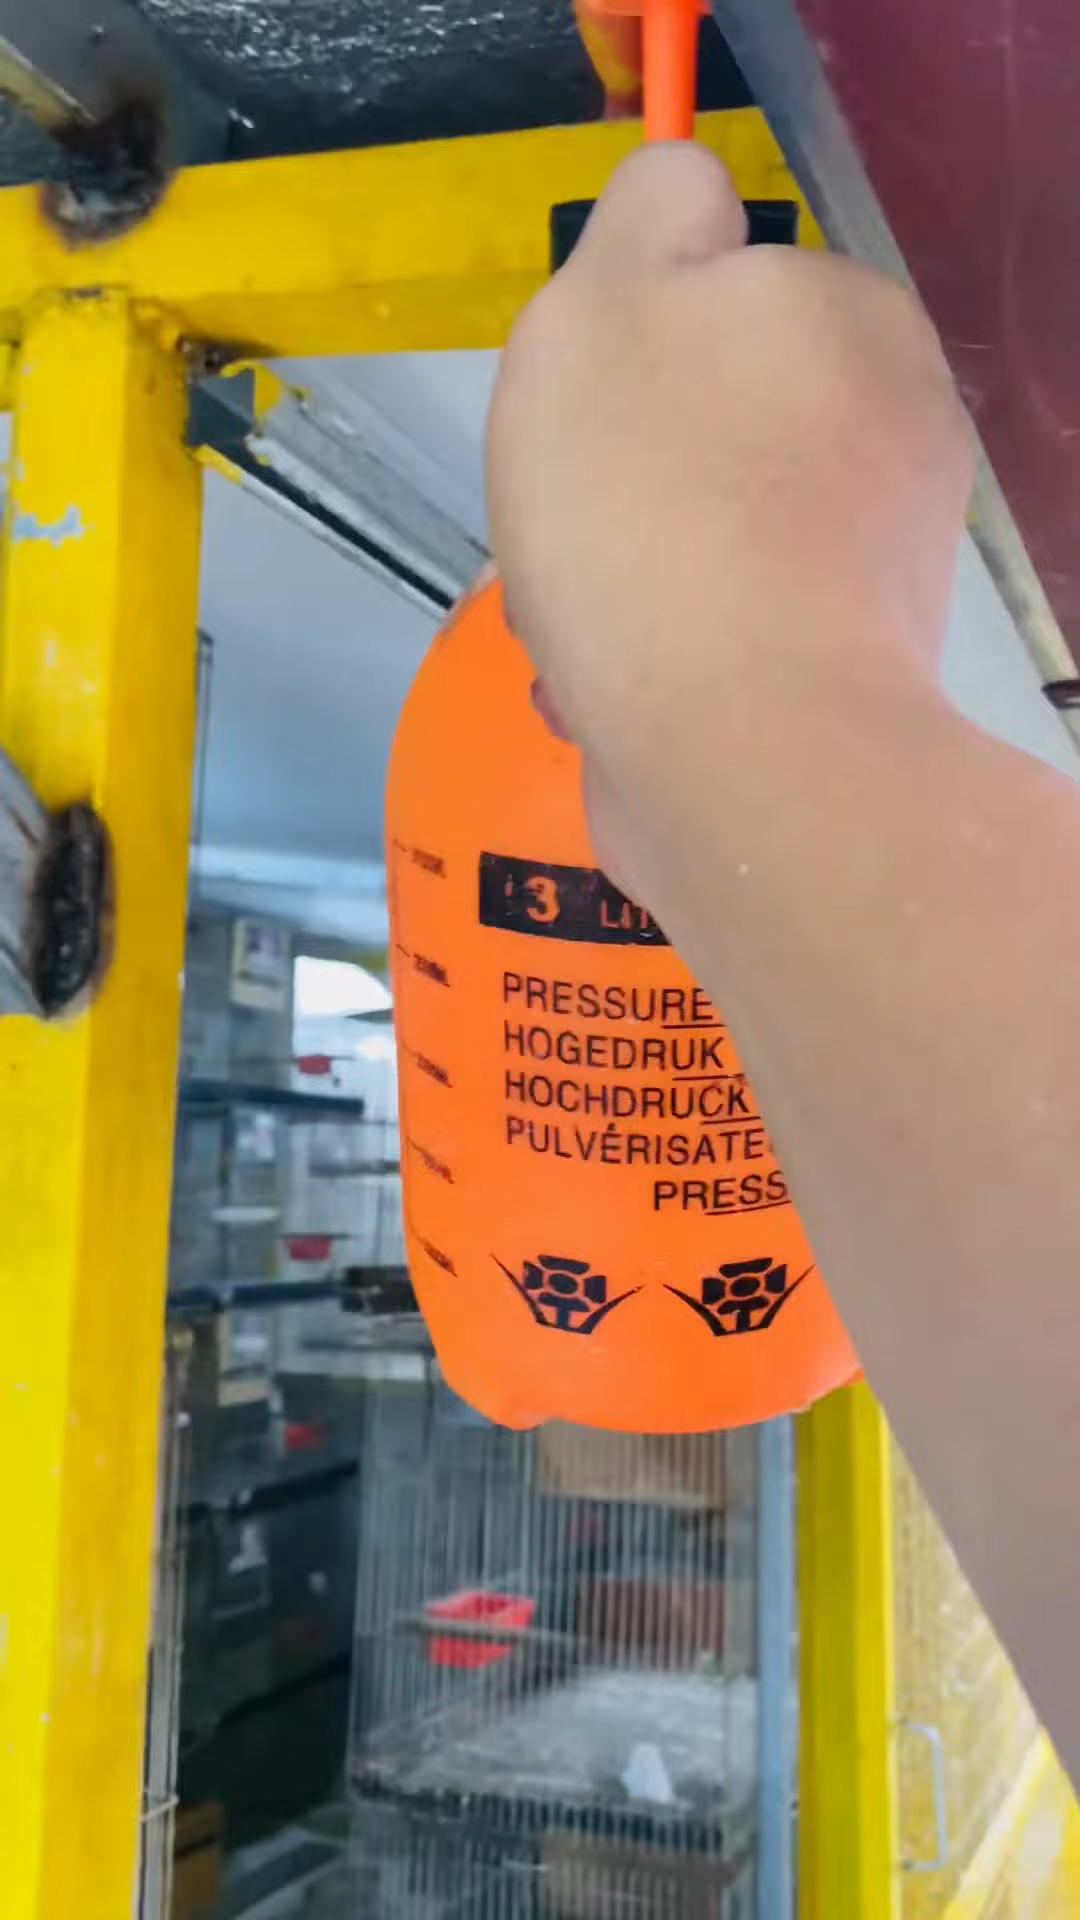 3 LIT
PRESSURE
HOGEDRUK
HOCHDRUCK
PULVÉRISATE
PRESS